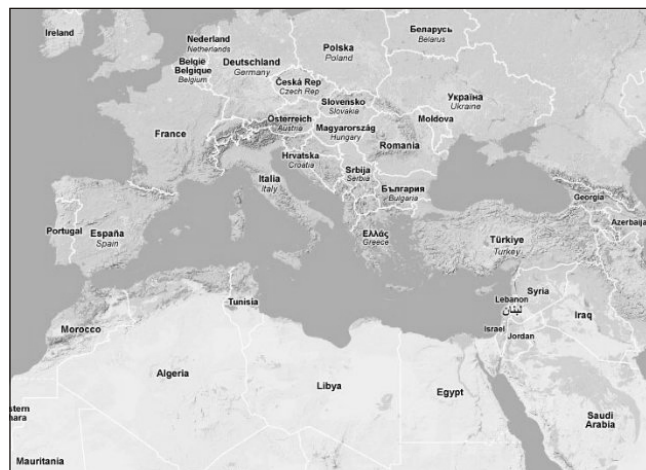 Ireland
Nederland
Netherlands
België
Belgique
Belgium
Deutschland
Germany
Polska
Poland
Беларусь
Belarus
Česká Rep
Czech Rep
Slovensko
Slovakia
Україна
Ukraine
France
Österreich
Austria
Magyarország
Hungary
Moldova
Romania
Hrvatska
Croatia
Italia
Italy
Srbija
Serbia
България
Bulgaria
Georgia
Azerbaija
Portugal
España
Spain
Ελλάς
Greece
Türkiye
Turkey
Tunisia
Syria
Lebanon
لبنان
Iraq
Morocco
Israel
Jordan
Algeria
Libya
Egypt
stern
hara
Saudi
Arabia
Mauritania